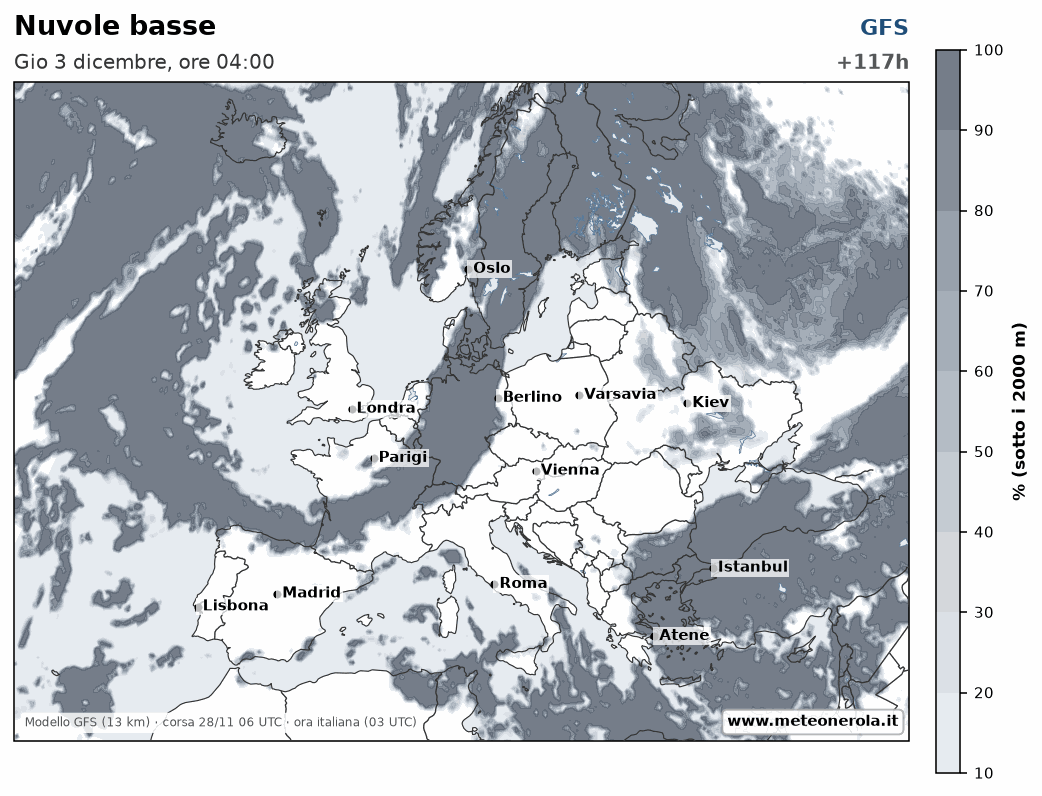 Nuvole basse
GFS
Gio 3 dicembre, ore 04:00
+117h
100
90
80
70
60
50
40
30
20
10
% (sotto i 2000 m)
Oslo
Londra
Berlino
Varsavia
Kiev
Parigi
Vienna
Istanbul
Roma
Madrid
Lisbona
Atene
Modello GFS (13 km) · corsa 28/11 06 UTC · ora italiana (03 UTC)
www.meteonerola.it